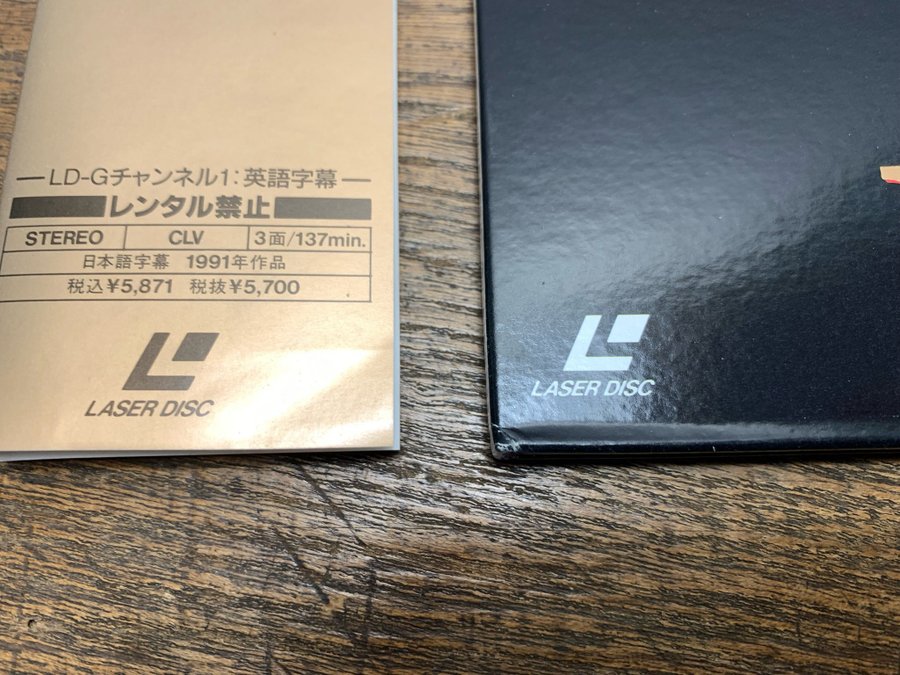 LD-Gチャンネル1:英語字幕
レンタル禁止
STEREO CLV 3面/137min.
日本語字幕 1991年作品
税込¥5,871 税抜¥5,700
LASER DISC
LASER DISC